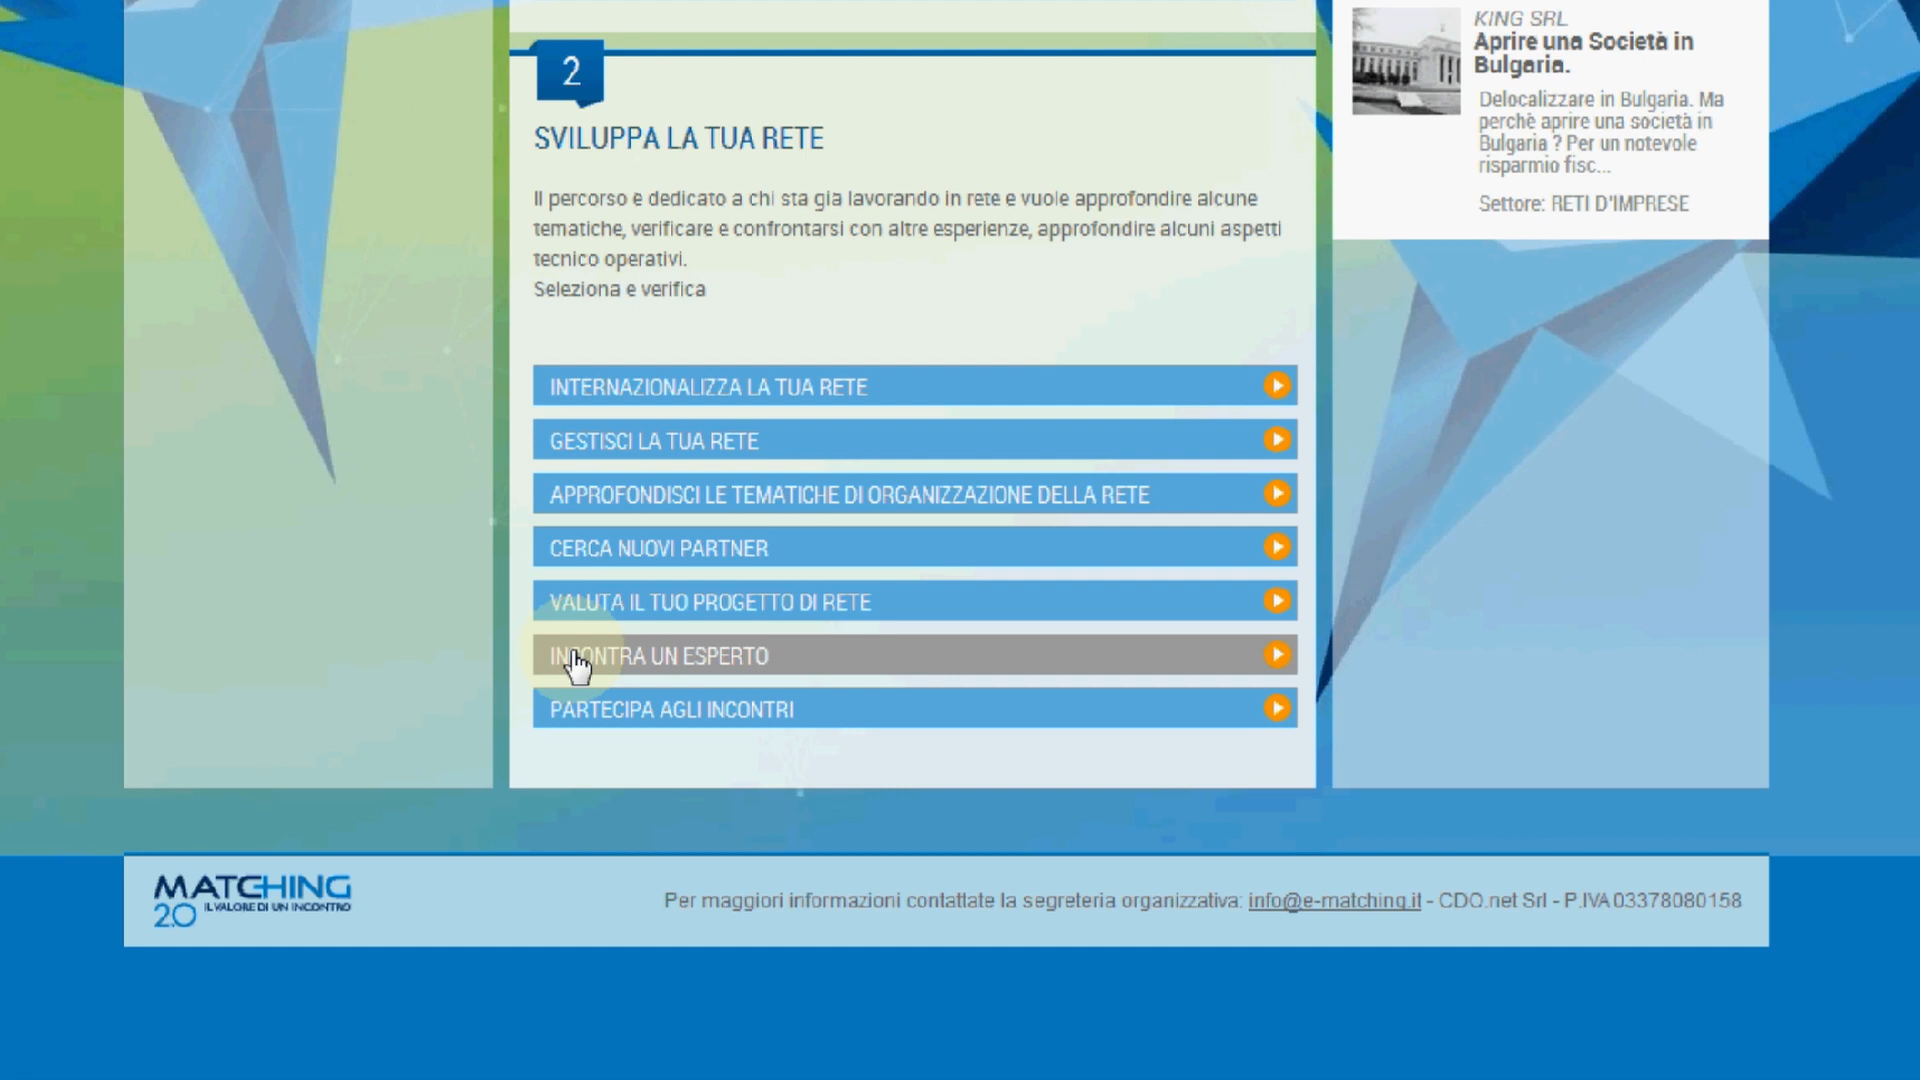 2
SVILUPPA LA TUA RETE
Il percorso è dedicato a chi sta già lavorando in rete e vuole approfondire alcune
tematiche, verificare e confrontarsi con altre esperienze, approfondire alcuni aspetti
tecnico operativi.
Seleziona e verifica
INTERNAZIONALIZZA LA TUA RETE
GESTISCI LA TUA RETE
APPROFONDISCI LE TEMATICHE DI ORGANIZZAZIONE DELLA RETE
CERCA NUOVI PARTNER
VALUTA IL TUO PROGETTO DI RETE
INCONTRA UN ESPERTO
PARTECIPA AGLI INCONTRI
KING SRL
Aprire una Società in
Bulgaria.
Delocalizzare in Bulgaria. Ma
perchè aprire una società in
Bulgaria ? Per un notevole
risparmio fisc...
Settore: RETI D'IMPRESE
MATCHING
2.0 IL VALORE DI UN INCONTRO
Per maggiori informazioni contattate la segreteria organizzativa: info@e-matching.it - CDO.net Srl - P.IVA 03378080158